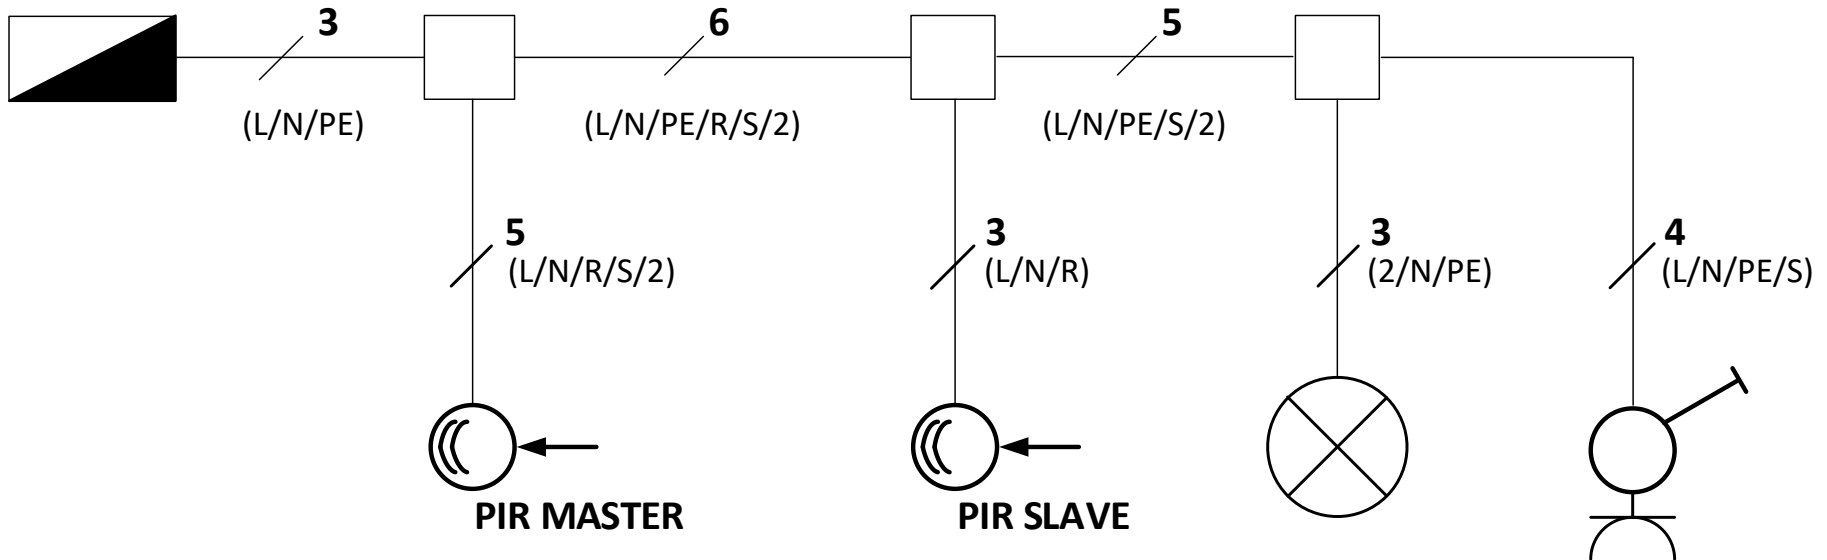 3
6
5
(L/N/PE)
(L/N/PE/R/S/2)
(L/N/PE/S/2)
5
(L/N/R/S/2)
3
(L/N/R)
3
(2/N/PE)
4
(L/N/PE/S)
PIR MASTER
PIR SLAVE